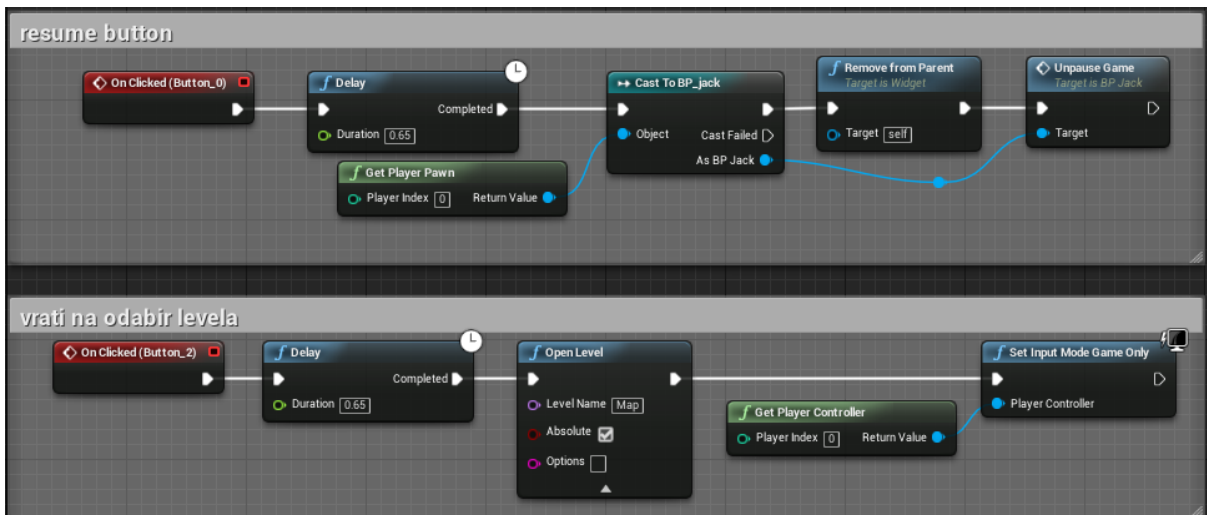 resume button
On Clicked (Button_0)
f Delay
Completed
Duration 0.65
f Get Player Pawn
Player Index 0 Return Value
Cast To BP_jack
Object Cast Failed
As BP Jack
f Remove from Parent
Target is Widget
Target self
Unpause Game
Target is BP Jack
Target
vrati na odabir levela
On Clicked (Button_2)
f Delay
Completed
Duration 0.65
f Open Level
Level Name Map
Absolute
Options
f Get Player Controller
Player Index 0 Return Value
f Set Input Mode Game Only
Player Controller